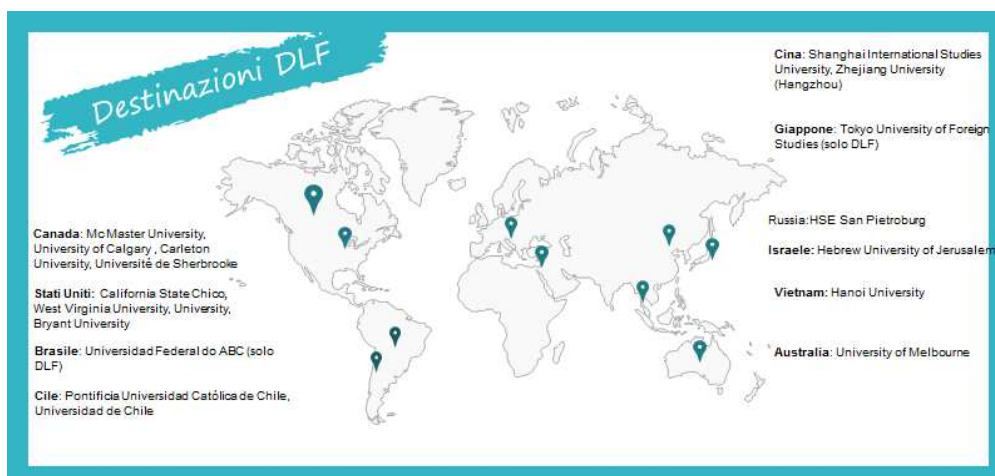 Destinazioni DLF
Canada: McMaster University,
University of Calgary , Carleton
University, Université de Sherbrooke
Stati Uniti: California State Chico,
West Virginia University, University,
Bryant University
Brasile: Universidad Federal do ABC (solo
DLF)
Cile: Pontificia Universidad Católica de Chile,
Universidad de Chile
Cina: Shanghai International Studies
University, Zhejiang University
(Hangzhou)
Giappone: Tokyo University of Foreign
Studies (solo DLF)
Russia:HSE San Pietroburg
Israele: Hebrew University of Jerusalem
Vietnam: Hanoi University
Australia: University of Melbourne